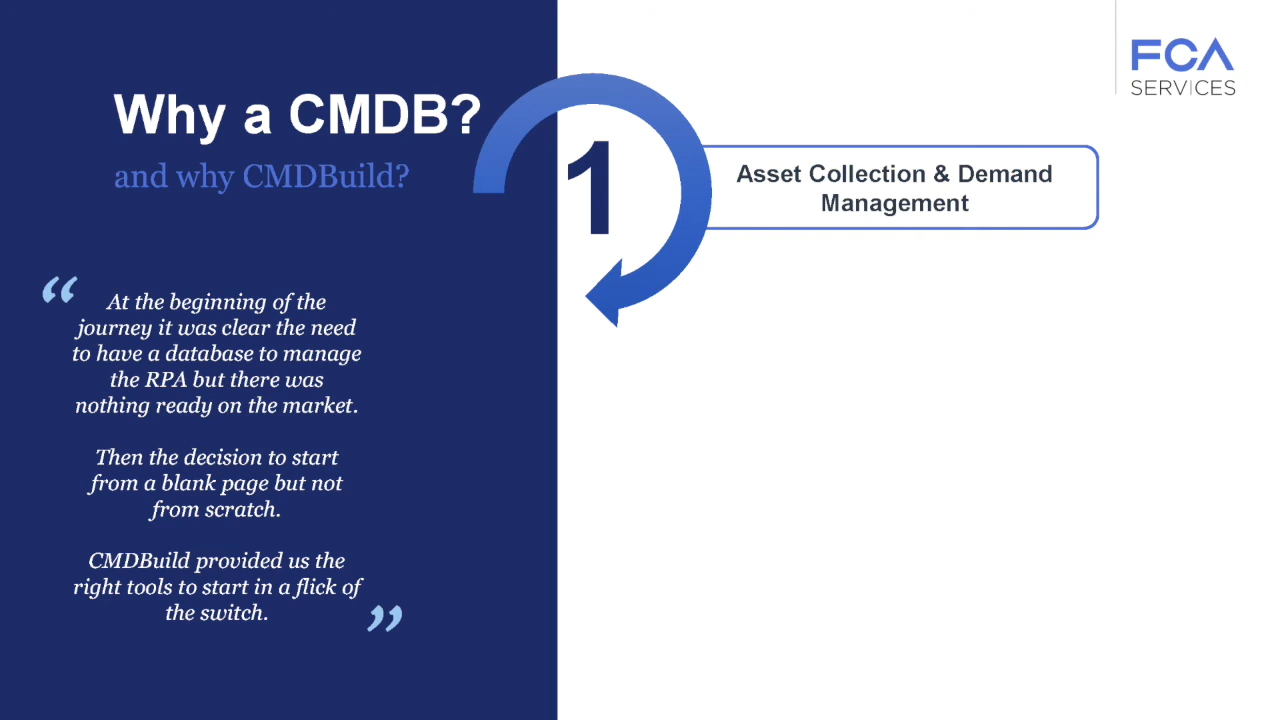 Why a CMDB?
and why CMDBuild?
“
At the beginning of the
journey it was clear the need
to have a database to manage
the RPA but there was
nothing ready on the market.
Then the decision to start
from a blank page but not
from scratch.
CMDBuild provided us the
right tools to start in a flick of
the switch.
”
1
Asset Collection & Demand
Management
FCA
SERVICES